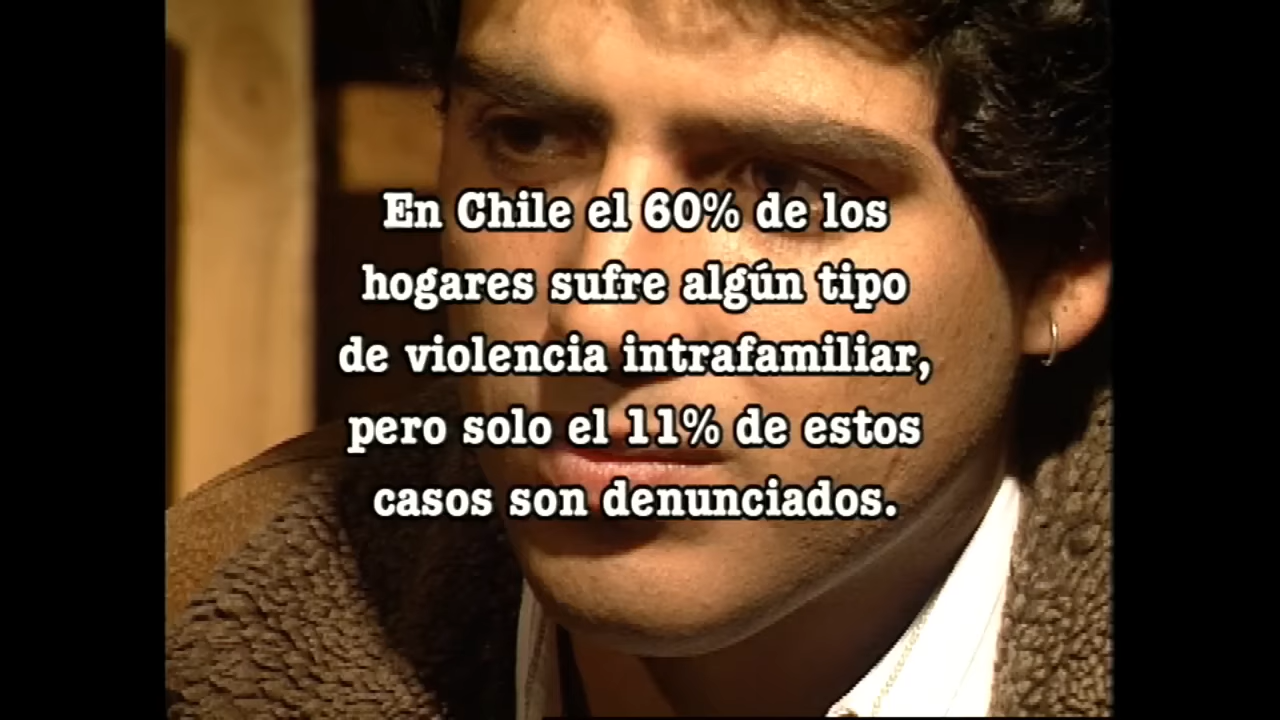 En Chile el 60% de los
hogares sufre algún tipo
de violencia intrafamiliar,
pero solo el 11% de estos
casos son denunciados.